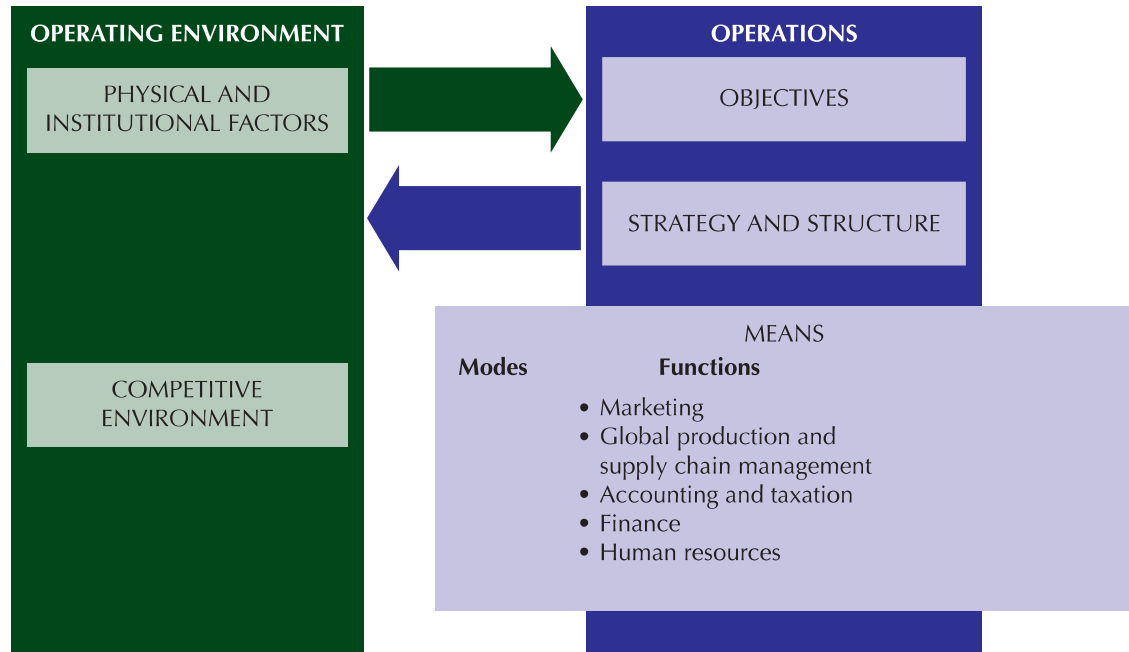 OPERATING ENVIRONMENT
PHYSICAL AND
INSTITUTIONAL FACTORS
COMPETITIVE
ENVIRONMENT
OPERATIONS
OBJECTIVES
STRATEGY AND STRUCTURE
MEANS
Modes
Functions
• Marketing
• Global production and
supply chain management
• Accounting and taxation
• Finance
• Human resources